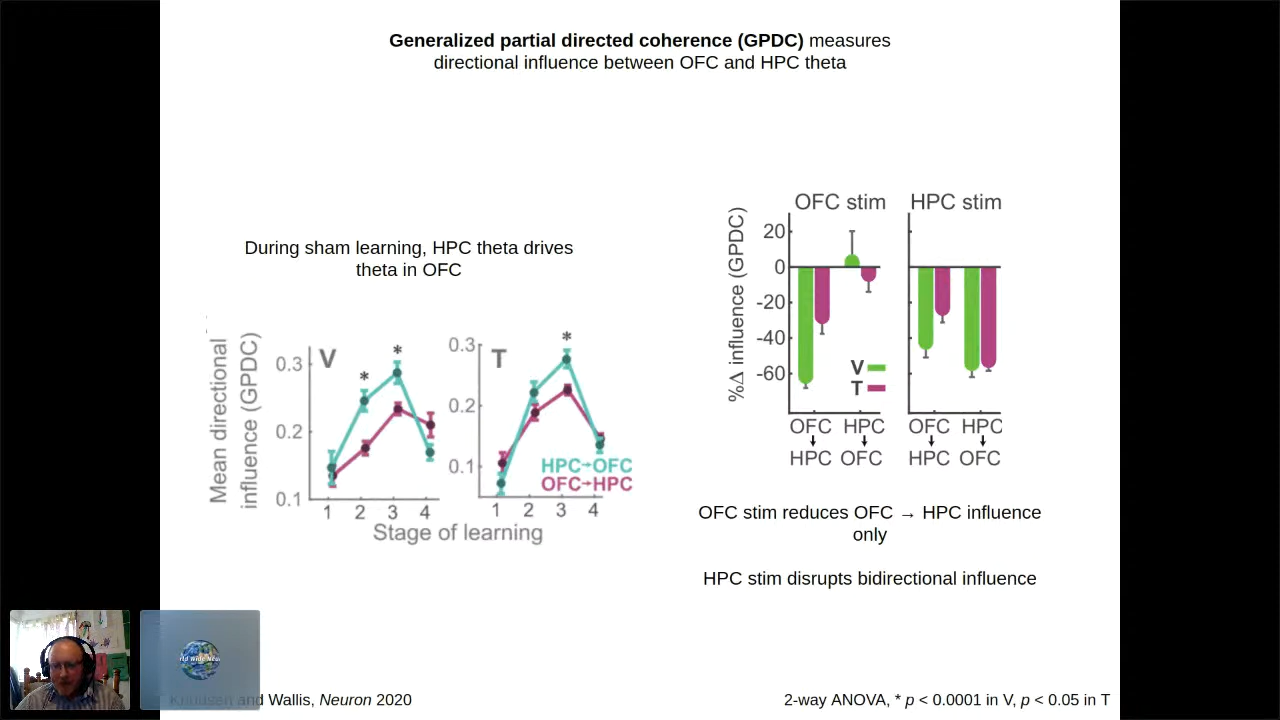 Generalized partial directed coherence (GPDC) measures
directional influence between OFC and HPC theta
During sham learning, HPC theta drives
theta in OFC
Mean directional
influence (GPDC)
V
*
*
0.3
0.2
0.1
1 2 3 4
T
*
0.3
0.2
0.1
HPC→OFC
OFC→HPC
1 2 3 4
Stage of learning
OFC stim
HPC stim
%Δ influence (GPDC)
20
0
-20
-40
-60
V
T
OFC HPC OFC HPC
↓ ↓ ↓ ↓
HPC OFC HPC OFC
OFC stim reduces OFC → HPC influence
only
HPC stim disrupts bidirectional influence
Knudsen and Wallis, Neuron 2020
2-way ANOVA, * p < 0.0001 in V, p < 0.05 in T